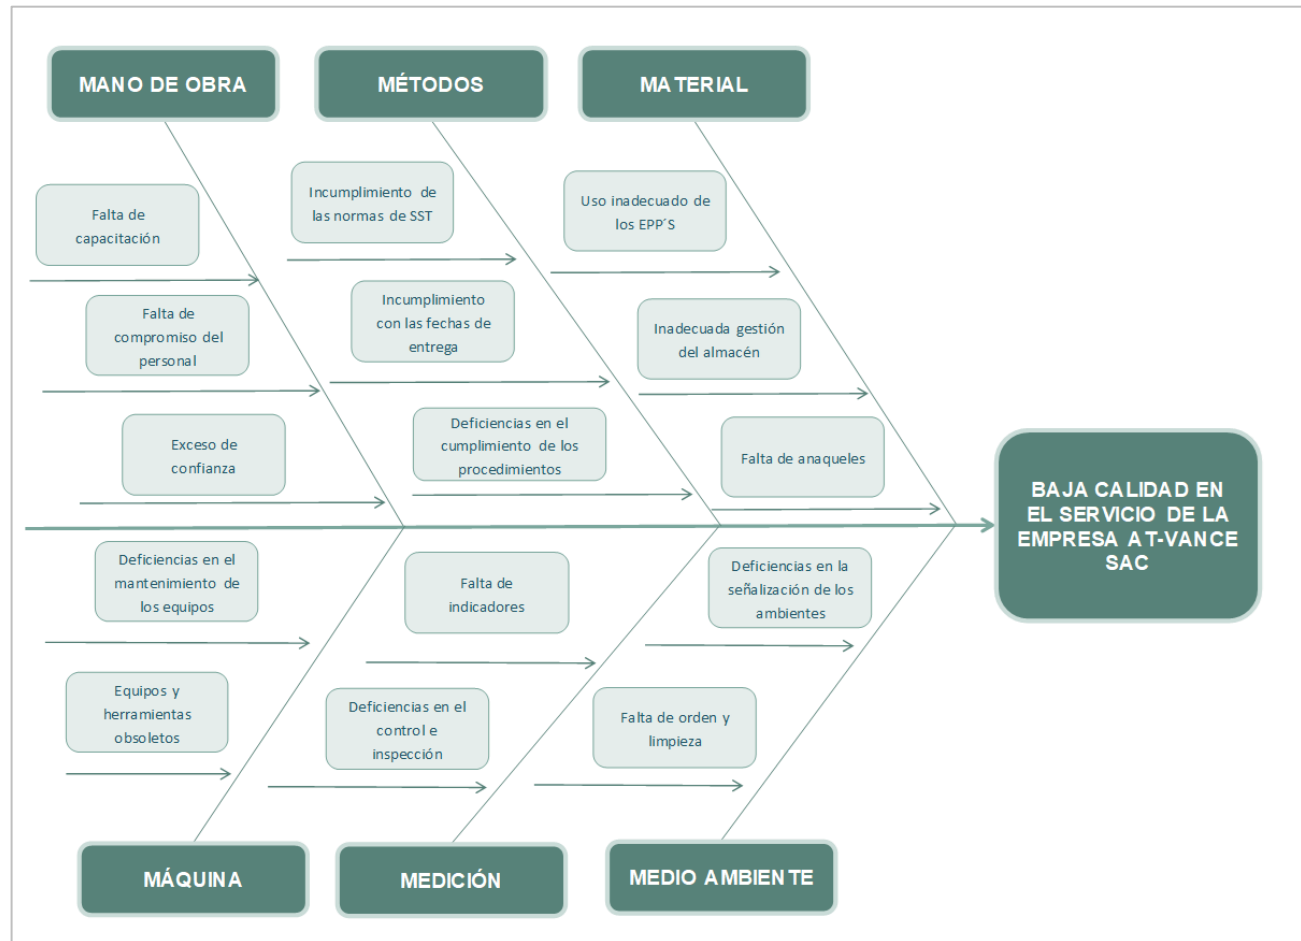 MANO DE OBRA
MÉTODOS
MATERIAL
Falta de
capacitación
Falta de
compromiso del
personal
Exceso de
confianza
Incumplimiento de
las normas de SST
Incumplimiento
con las fechas de
entrega
Deficiencias en el
cumplimiento de los
procedimientos
Uso inadecuado de
los EPP´S
Inadecuada gestión
del almacén
Falta de anaqueles
BAJA CALIDAD EN
EL SERVICIO DE LA
EMPRESA AT-VANCE
SAC
Deficiencias en el
mantenimiento de
los equipos
Equipos y
herramientas
obsoletos
Falta de
indicadores
Deficiencias en el
control e
inspección
Deficiencias en la
señalización de los
ambientes
Falta de orden y
limpieza
MÁQUINA
MEDICIÓN
MEDIO AMBIENTE